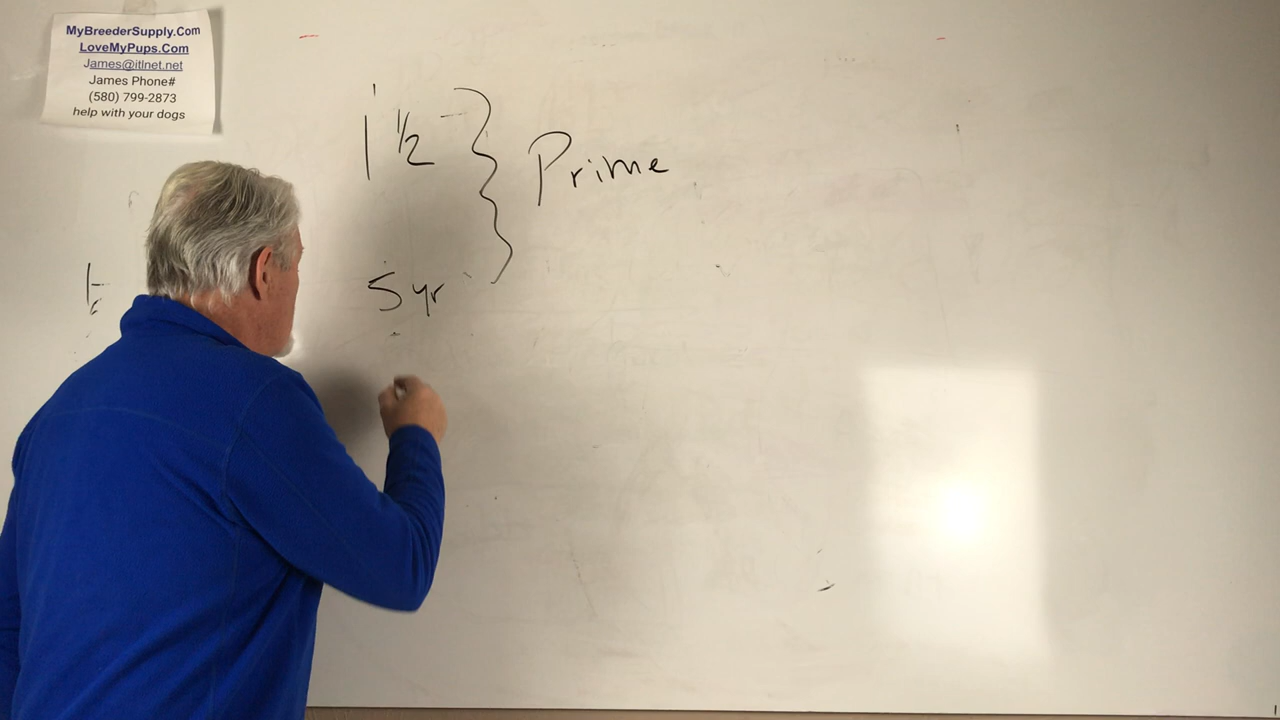 MyBreederSupply.Com
LoveMyPups.Com
James@itlnet.net
James Phone#
(580) 799-2873
help with your dogs
1 1/2
Prime
5 yr